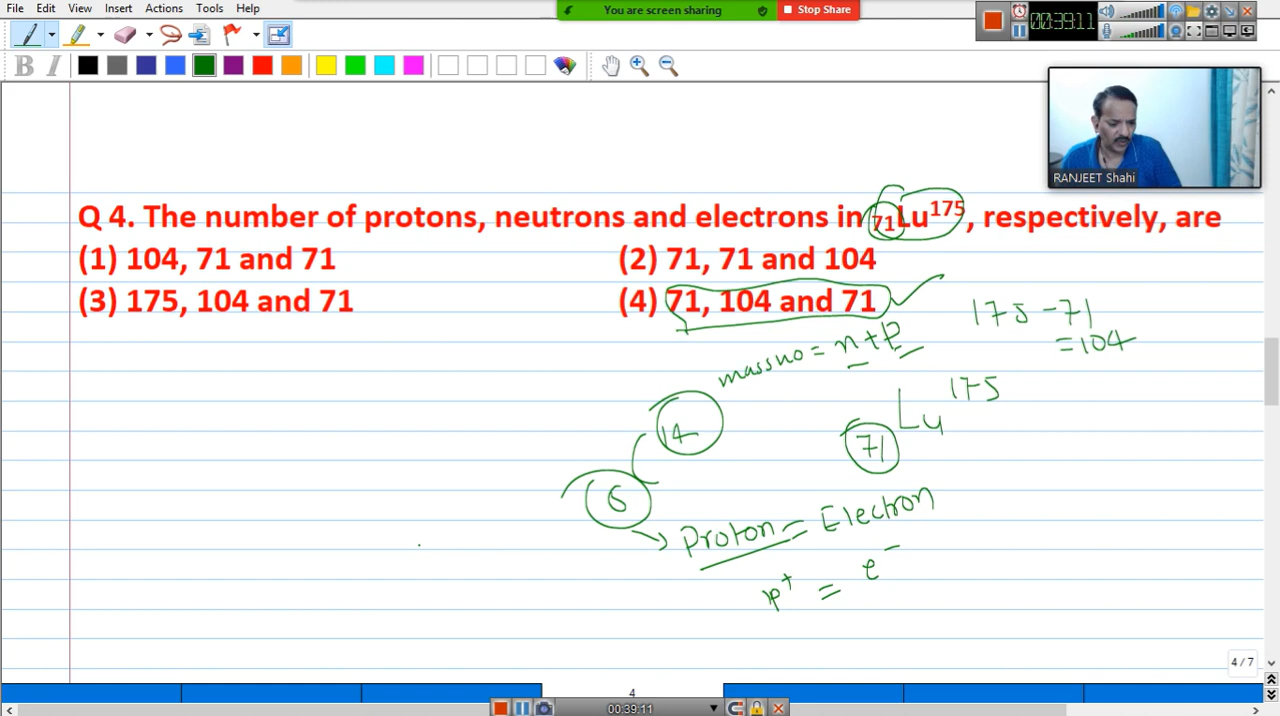 File Edit View Insert Actions Tools Help
You are screen sharing
Stop Share
00:39:11
B I
RANJEET Shahi
Q 4. The number of protons, neutrons and electrons in 71Lu175, respectively, are
(1) 104, 71 and 71 (2) 71, 71 and 104
(3) 175, 104 and 71 (4) 71, 104 and 71
175 - 71
= 104
mass no = n + p
14
Lu 175
71
6
Proton = Electron
p+ = e-
4 / 7
4
00:39:11